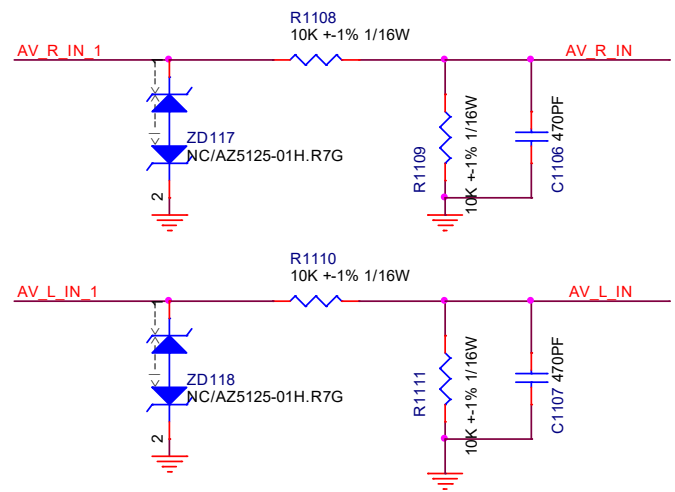 R1108
10K +-1% 1/16W
AV_R_IN_1
AV_R_IN
ZD117
NC/AZ5125-01H.R7G
2
R1109
10K +-1% 1/16W
C1106 470PF
R1110
10K +-1% 1/16W
AV_L_IN_1
AV_L_IN
ZD118
NC/AZ5125-01H.R7G
2
R1111
10K +-1% 1/16W
C1107 470PF